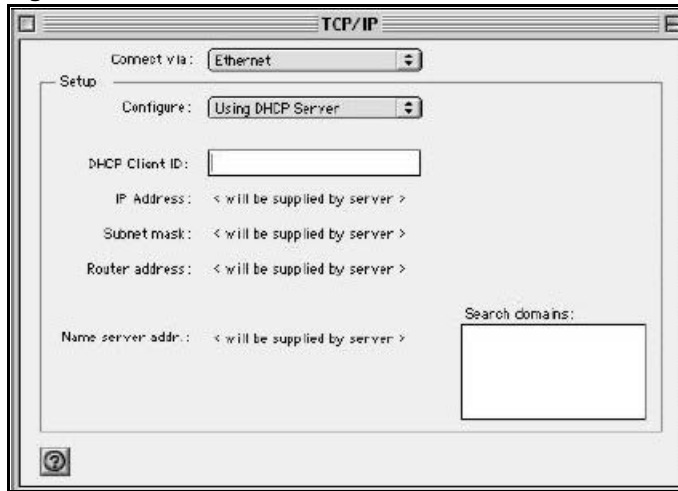 TCP/IP
Connect via: Ethernet
Setup
Configure: Using DHCP Server
DHCP Client ID:
IP Address: < will be supplied by server >
Subnet mask: < will be supplied by server >
Router address: < will be supplied by server >
Search domains:
Name server addr.: < will be supplied by server >
?